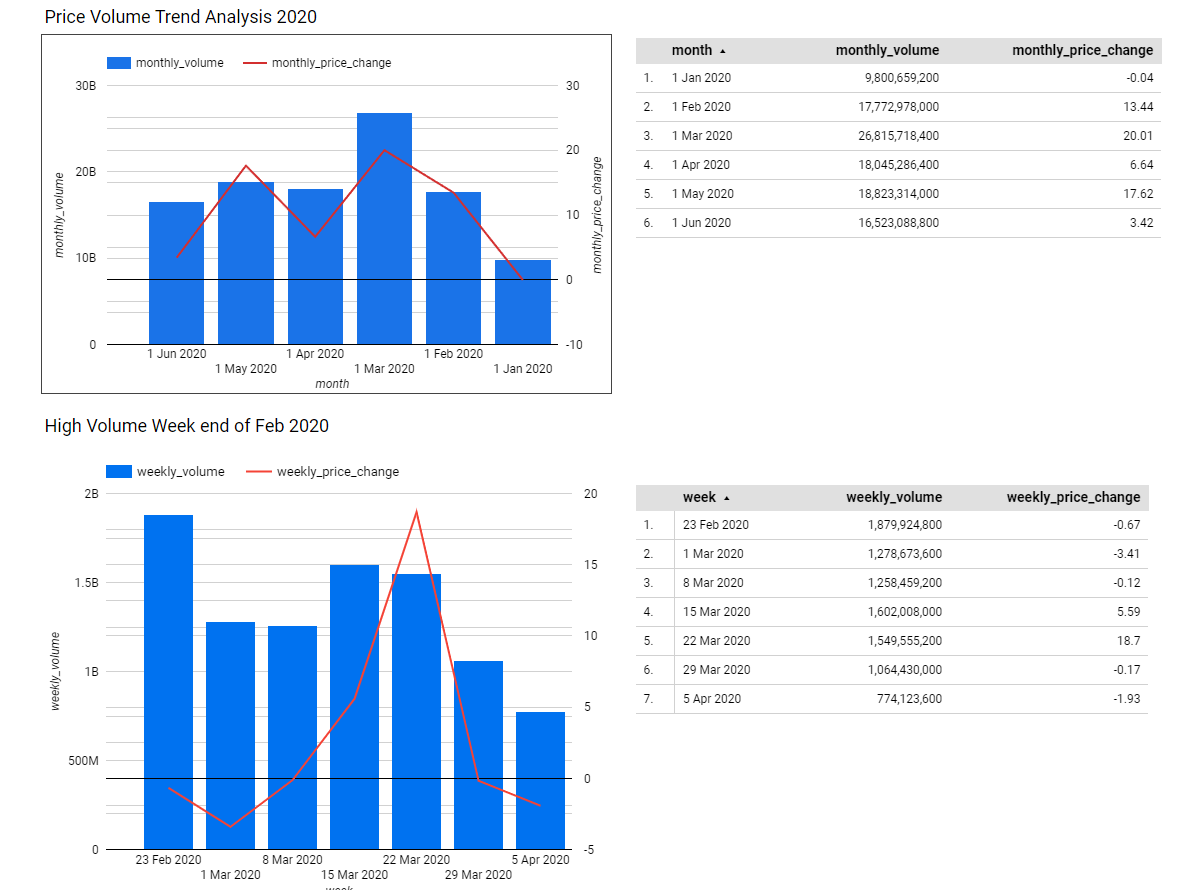 Price Volume Trend Analysis 2020
monthly_volume monthly_price_change
30B 30
20
20B
10
10B
0
0 -10
monthly_volume
monthly_price_change
1 Jun 2020 1 Apr 2020 1 Feb 2020
1 May 2020 1 Mar 2020 1 Jan 2020
month
month monthly_volume monthly_price_change
1. 1 Jan 2020 9,800,659,200 -0.04
2. 1 Feb 2020 17,772,978,000 13.44
3. 1 Mar 2020 26,815,718,400 20.01
4. 1 Apr 2020 18,045,286,400 6.64
5. 1 May 2020 18,823,314,000 17.62
6. 1 Jun 2020 16,523,088,800 3.42
High Volume Week end of Feb 2020
weekly_volume weekly_price_change
2B 20
15
1.5B
10
1B
5
500M
0
0 -5
weekly_volume
23 Feb 2020 8 Mar 2020 22 Mar 2020 5 Apr 2020
1 Mar 2020 15 Mar 2020 29 Mar 2020
week
week weekly_volume weekly_price_change
1. 23 Feb 2020 1,879,924,800 -0.67
2. 1 Mar 2020 1,278,673,600 -3.41
3. 8 Mar 2020 1,258,459,200 -0.12
4. 15 Mar 2020 1,602,008,000 5.59
5. 22 Mar 2020 1,549,555,200 18.7
6. 29 Mar 2020 1,064,430,000 -0.17
7. 5 Apr 2020 774,123,600 -1.93